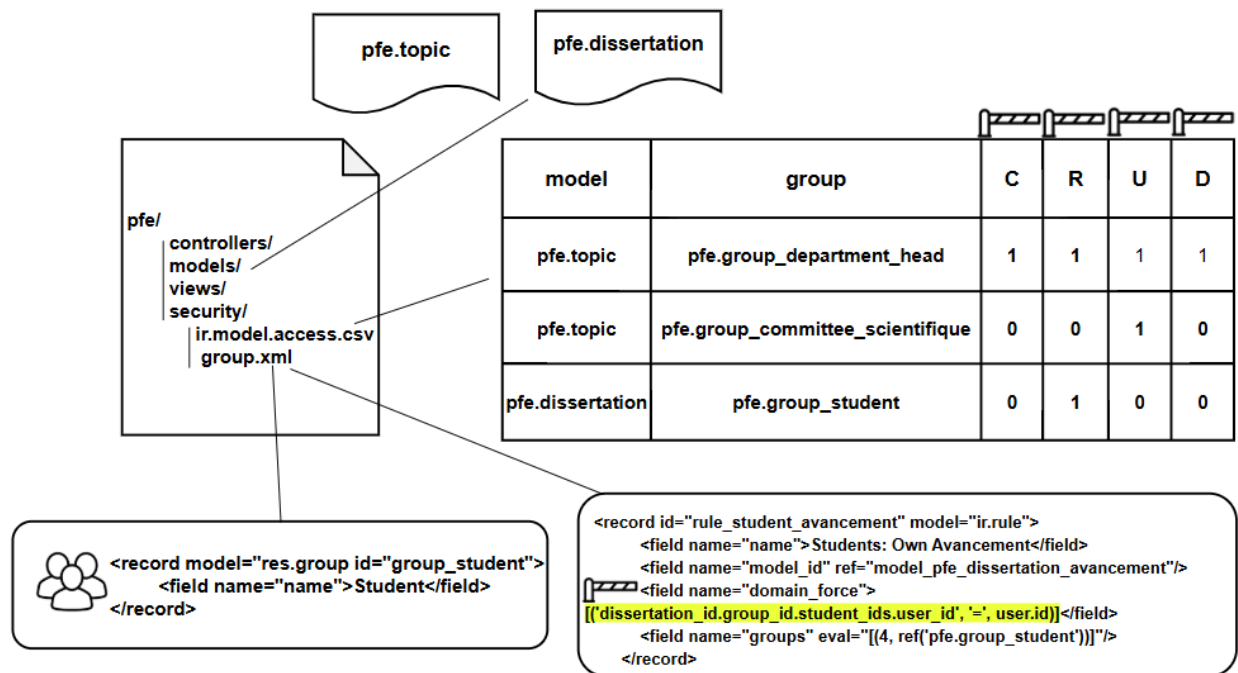 pfe.topic
pfe.dissertation
pfe/
controllers/
models/
views/
security/
ir.model.access.csv
group.xml
model group C R U D
pfe.topic pfe.group_department_head 1 1 1 1
pfe.topic pfe.group_committee_scientifique 0 0 1 0
pfe.dissertation pfe.group_student 0 1 0 0
<record model="res.group id="group_student">
<field name="name">Student</field>
</record>
<record id="rule_student_avancement" model="ir.rule">
<field name="name">Students: Own Avancement</field>
<field name="model_id" ref="model_pfe_dissertation_avancement"/>
<field name="domain_force">
[('dissertation_id.group_id.student_ids.user_id', '=', user.id)]</field>
<field name="groups" eval="[(4, ref('pfe.group_student'))]"/>
</record>